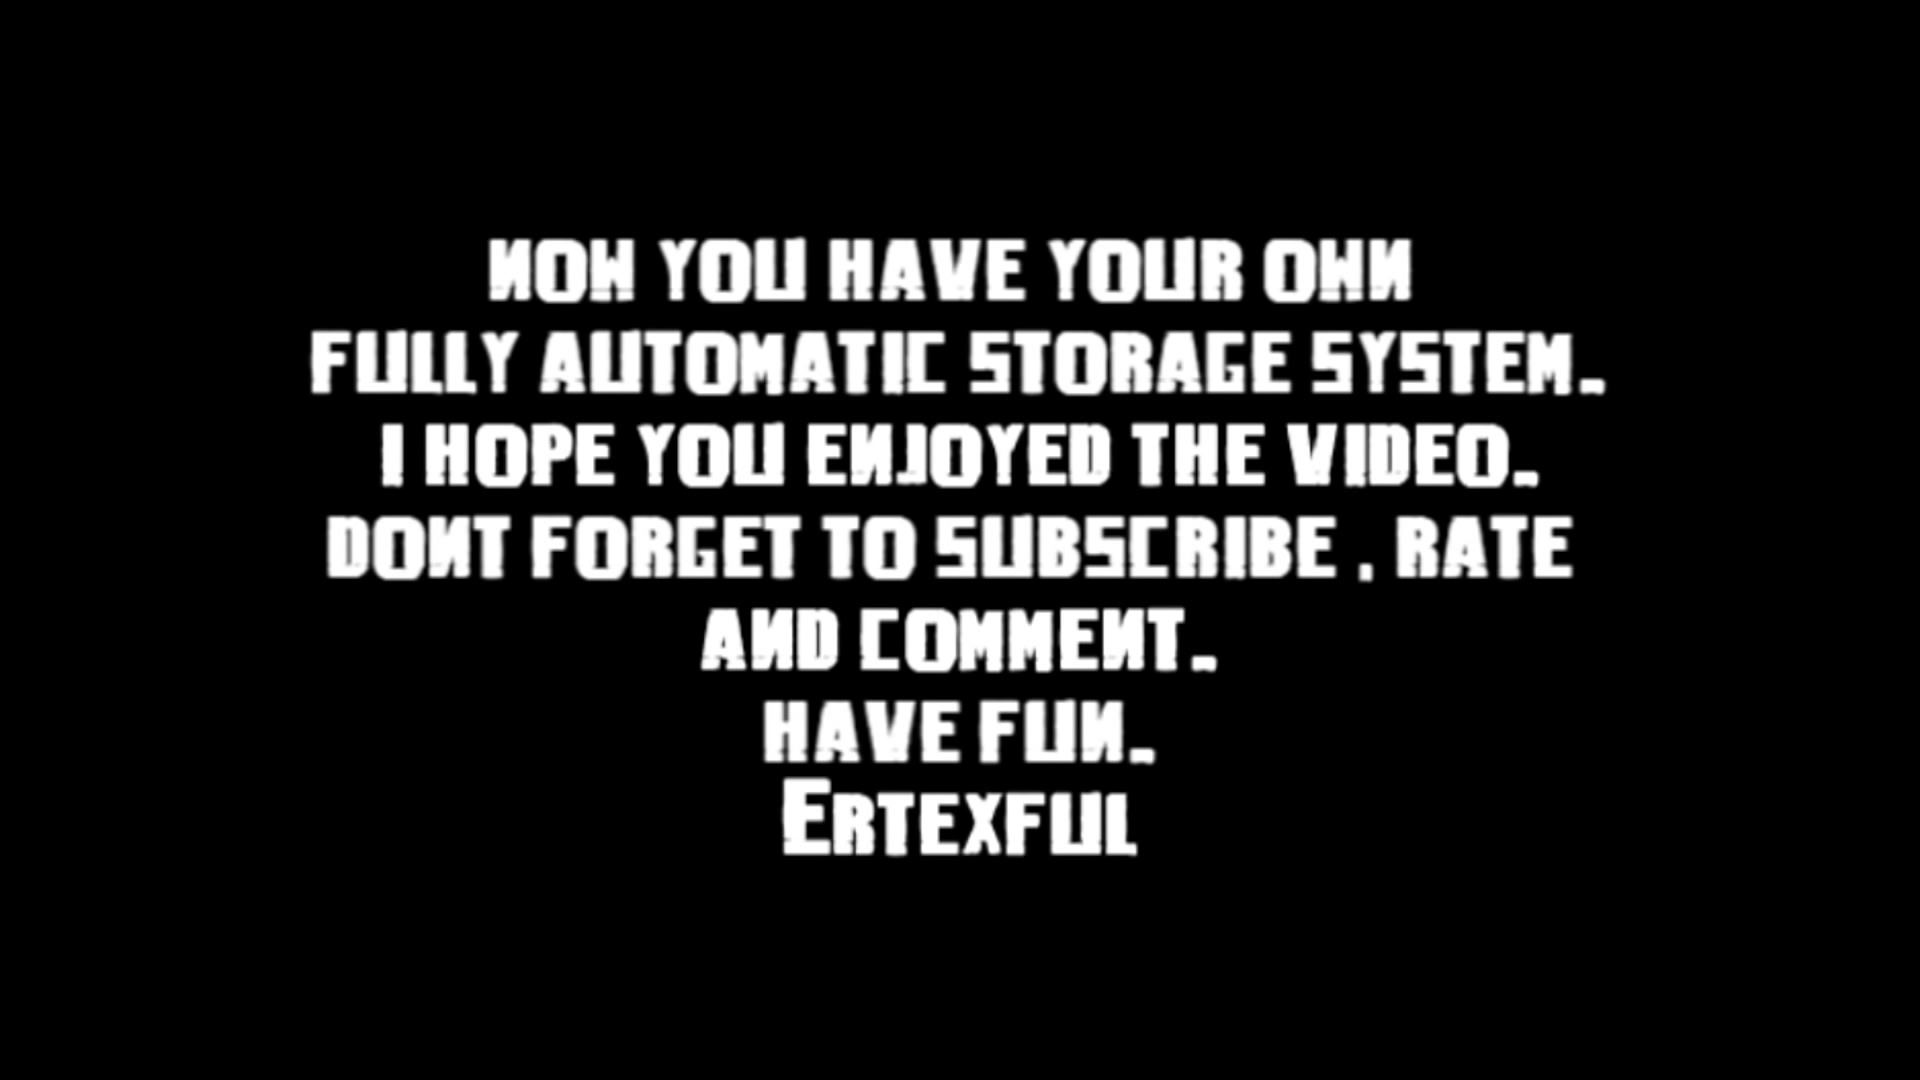 NOW YOU HAVE YOUR OWN
FULLY AUTOMATIC STORAGE SYSTEM.
I HOPE YOU ENJOYED THE VIDEO.
DONT FORGET TO SUBSCRIBE , RATE
AND COMMENT.
HAVE FUN.
ERTEXFUL